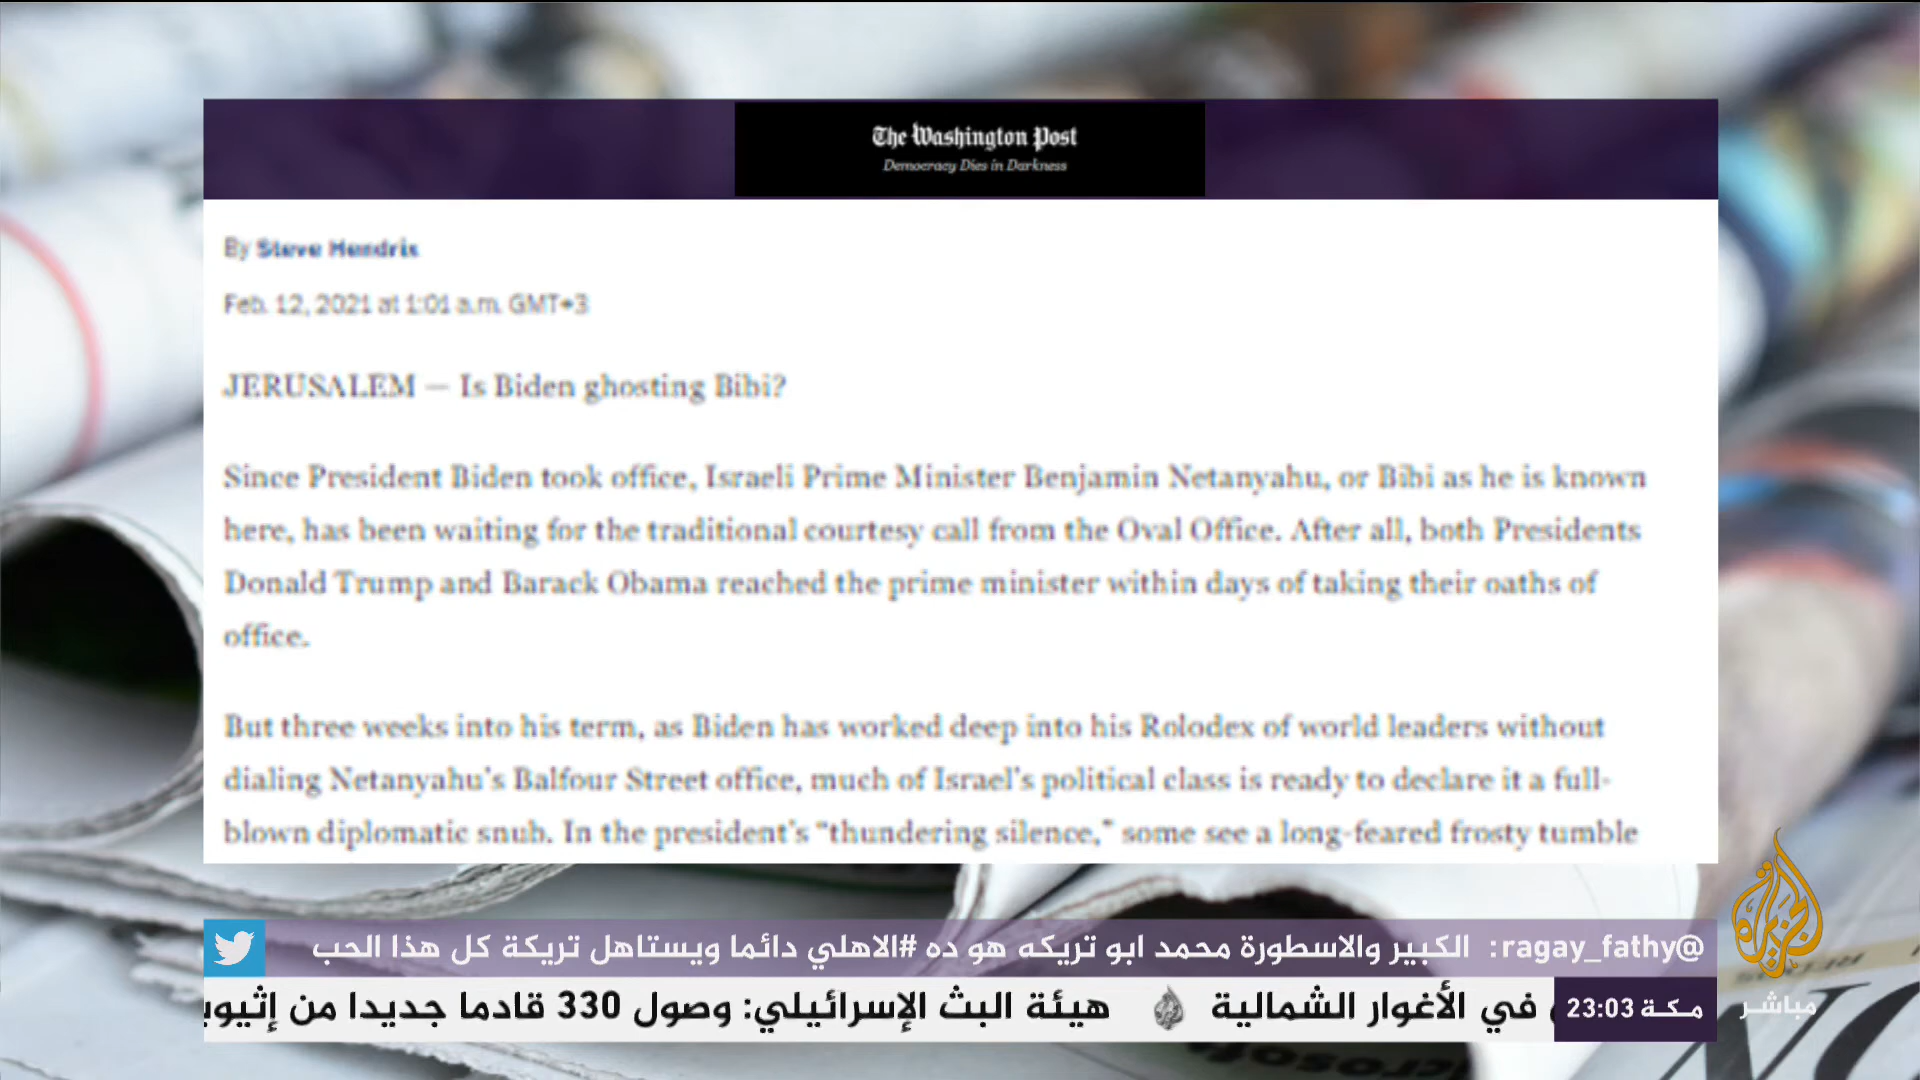 The Washington Post
Democracy Dies in Darkness
By Steve Hendrix
Feb. 12, 2021 at 1:01 a.m. GMT+3
JERUSALEM — Is Biden ghosting Bibi?
Since President Biden took office, Israeli Prime Minister Benjamin Netanyahu, or Bibi as he is known
here, has been waiting for the traditional courtesy call from the Oval Office. After all, both Presidents
Donald Trump and Barack Obama reached the prime minister within days of taking their oaths of
office.
But three weeks into his term, as Biden has worked deep into his Rolodex of world leaders without
dialing Netanyahu's Balfour Street office, much of Israel's political class is ready to declare it a full-
blown diplomatic snub. In the president's “thundering silence,” some see a long-feared frosty tumble
@ragay_fathy: الكبير والاسطورة محمد ابو تريكه هو ده #الاهلي دائما ويستاهل تريكة كل هذا الحب
مكة 23:03
في الأغوار الشمالية
هيئة البث الإسرائيلي: وصول 330 قادما جديدا من إثيوب
الجزيرة
مباشر